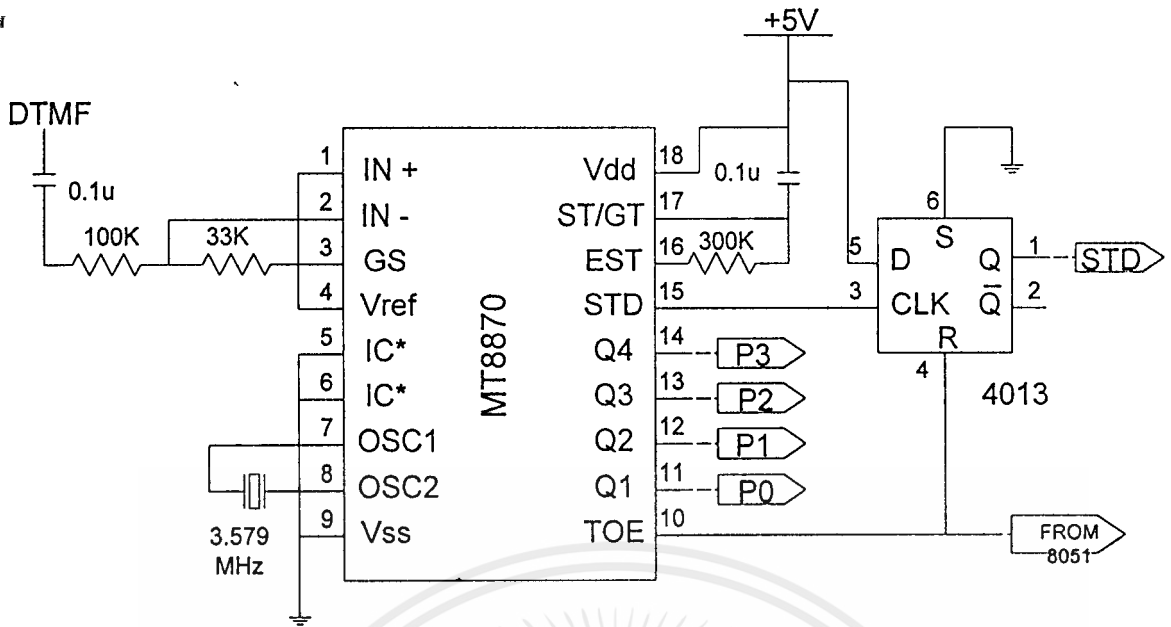 +5V
DTMF
0.1u
100K
33K
1
2
3
4
5
6
7
8
9
IN +
IN -
GS
Vref
IC*
IC*
OSC1
OSC2
Vss
3.579
MHz
MT8870
Vdd
ST/GT
EST
STD
Q4
Q3
Q2
Q1
TOE
18
17
16
15
14
13
12
11
10
0.1u
300K
P3
P2
P1
P0
6
S
5
D
Q
1
STD
3
CLK
Q̅
2
R
4
4013
FROM
8051